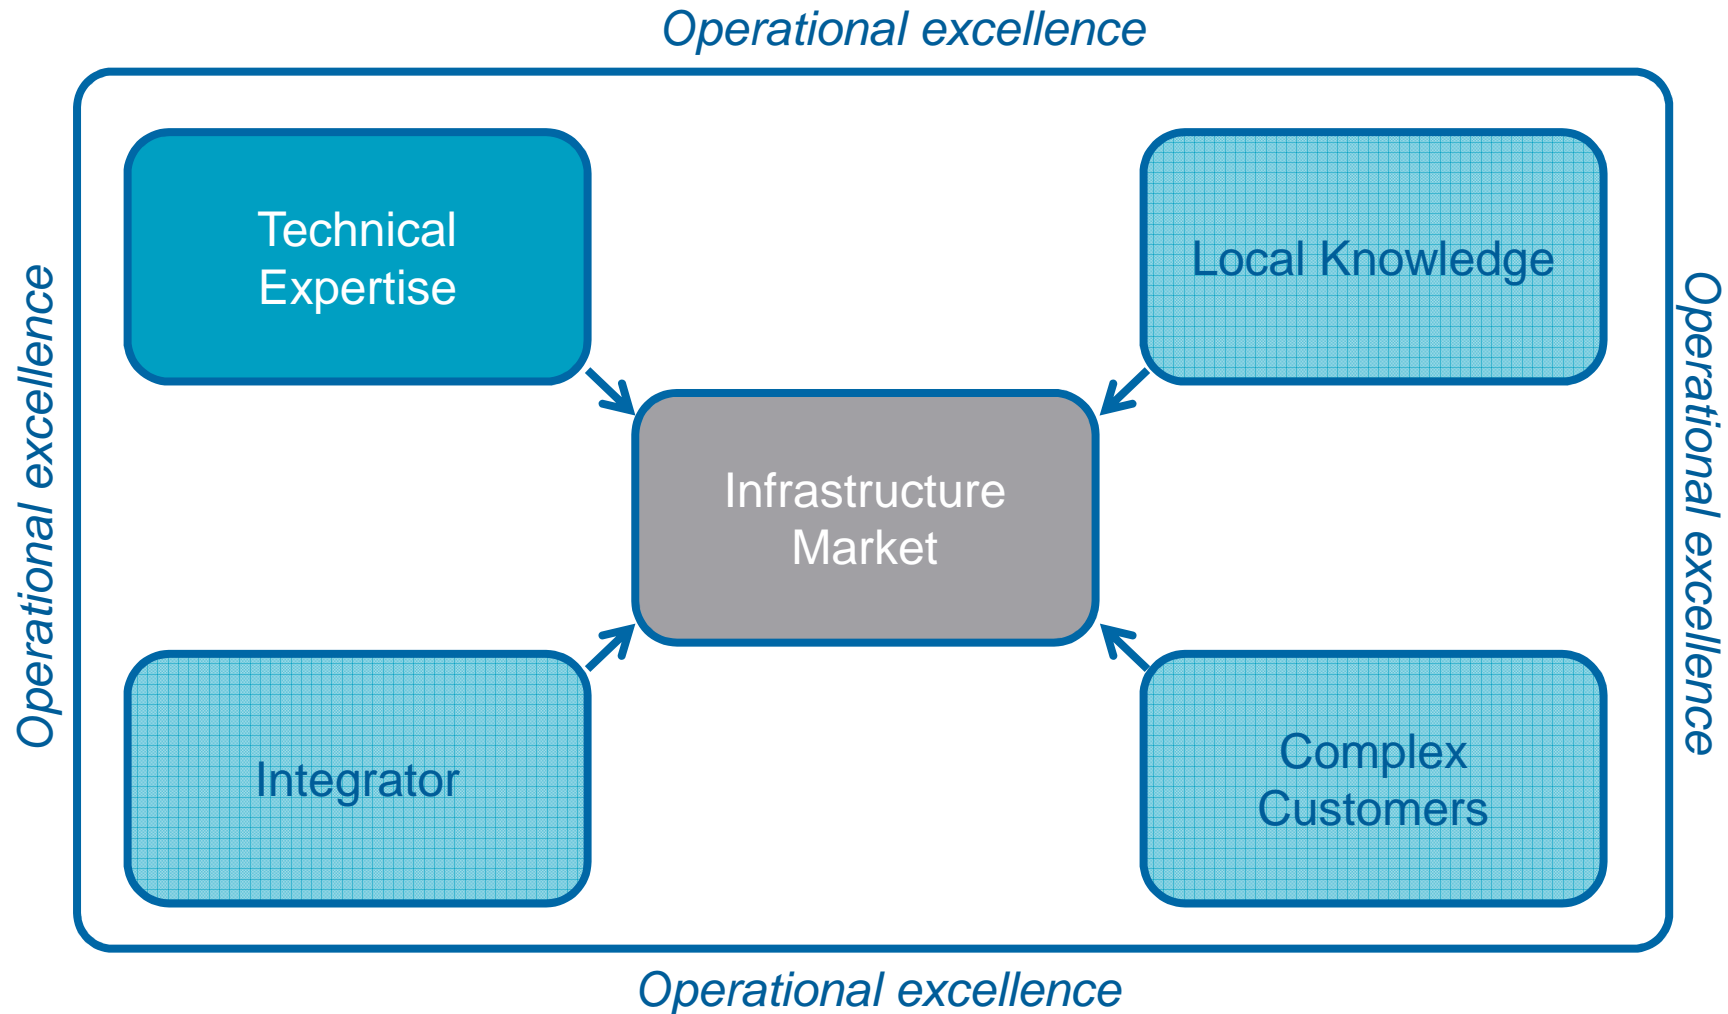 Operational excellence
Technical
Expertise
Local Knowledge
Operational excellence
Operational excellence
Infrastructure
Market
Integrator
Complex
Customers
Operational excellence